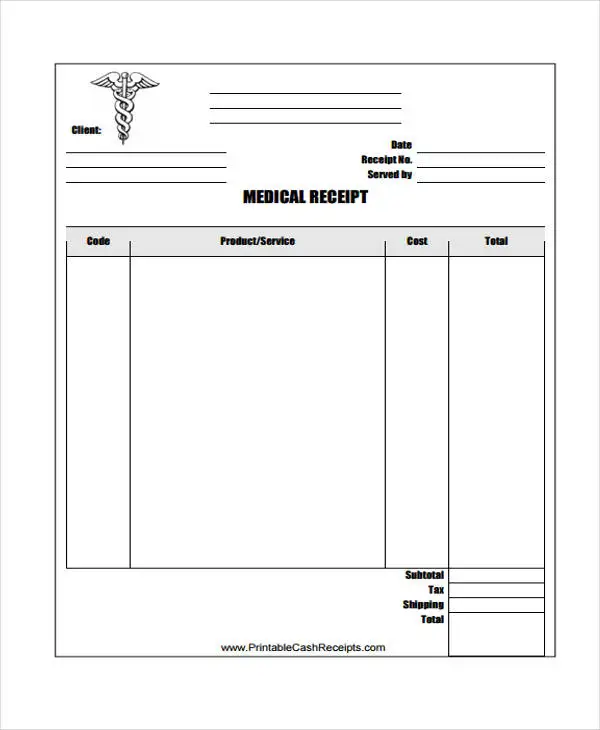 Client:
Date
Receipt No.
Served by
MEDICAL RECEIPT
Code Product/Service Cost Total
Subtotal
Tax
Shipping
Total
www.PrintableCashReceipts.com